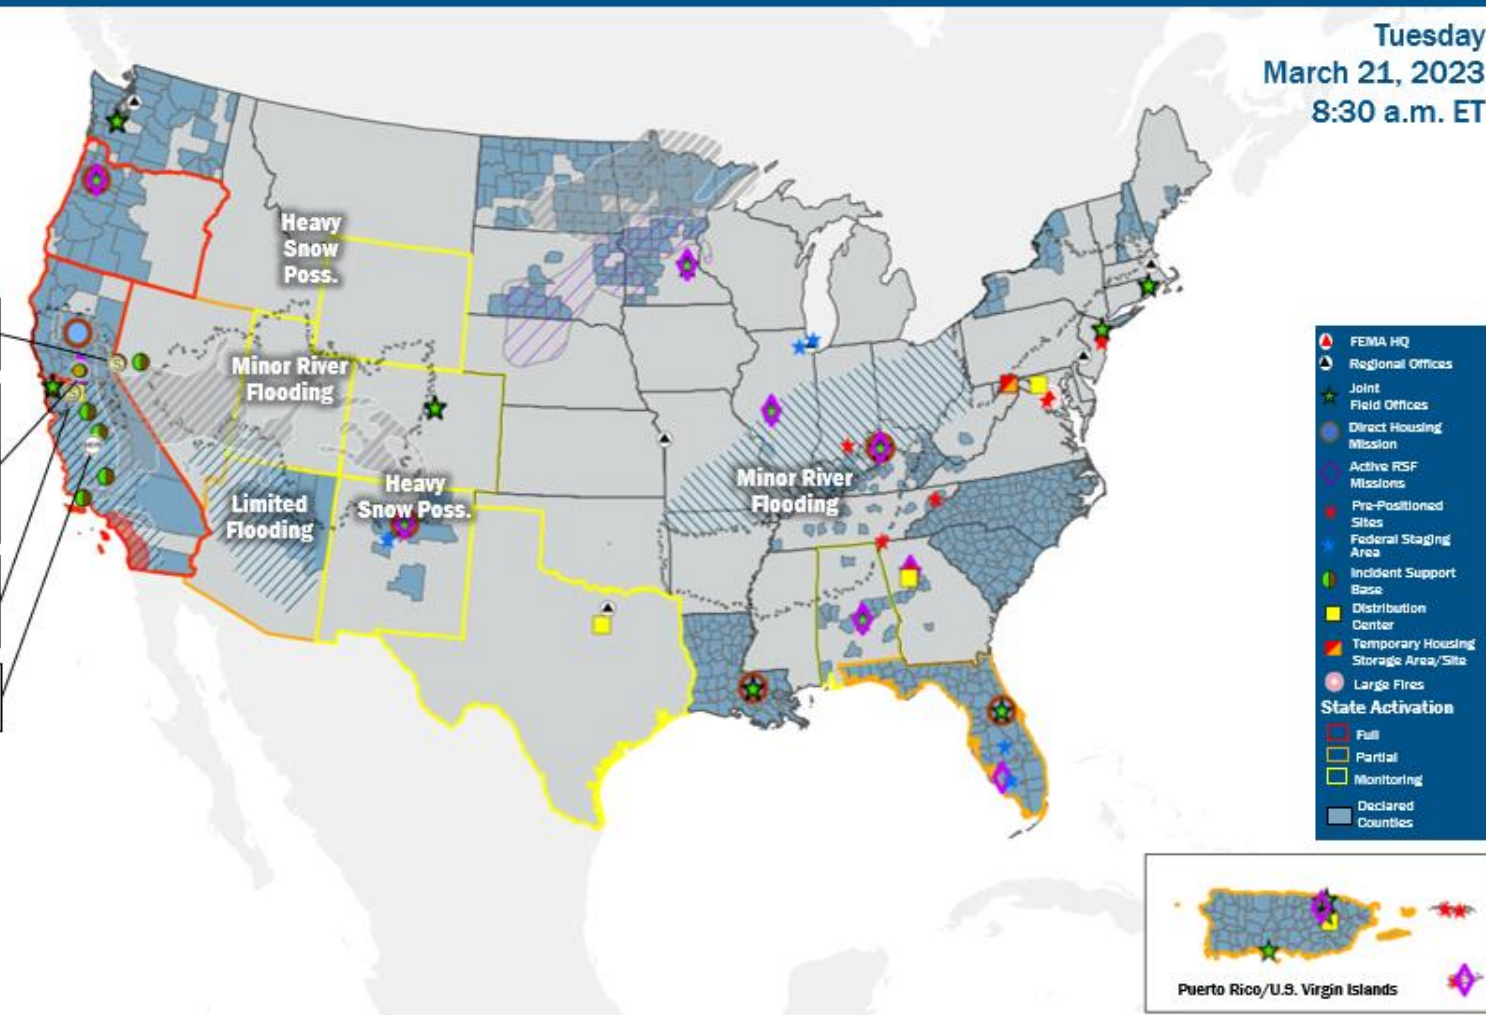 Tuesday
March 21, 2023
8:30 a.m. ET
Heavy
Snow
Poss.
Minor River
Flooding
Limited
Flooding
Heavy
Snow Poss.
Minor River
Flooding
FEMA HQ
Regional Offices
Joint
Field Offices
Direct Housing
Mission
Active RSF
Missions
Pre-Positioned
Sites
Federal Staging
Area
Incident Support
Base
Distribution
Center
Temporary Housing
Storage Area/Site
Large Fires
State Activation
Full
Partial
Monitoring
Declared
Counties
Puerto Rico/U.S. Virgin Islands